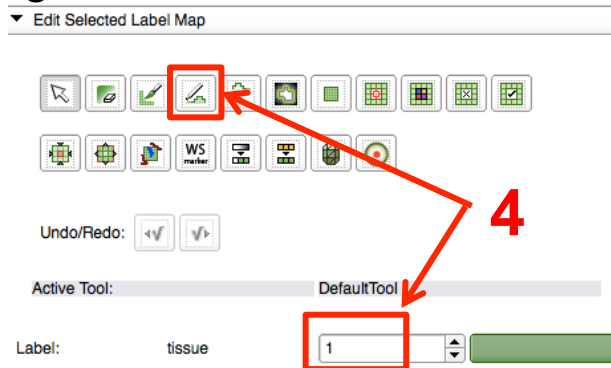 Edit Selected Label Map
WS
marker
4
Undo/Redo:
Active Tool: DefaultTool
Label: tissue 1